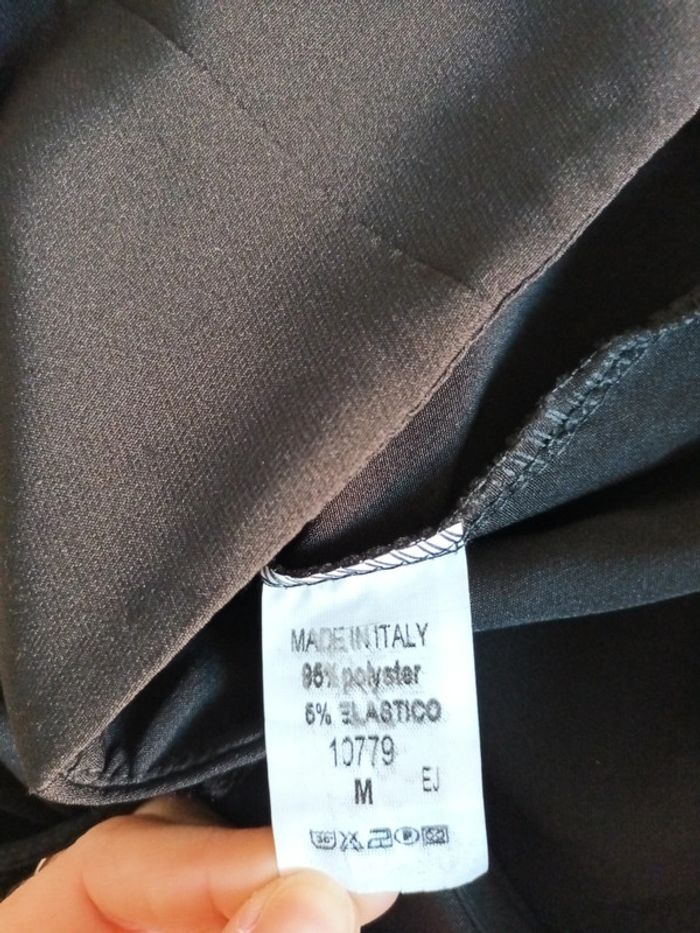 MADE IN ITALY
95% polyster
5% ELASTICO
10779
M EJ